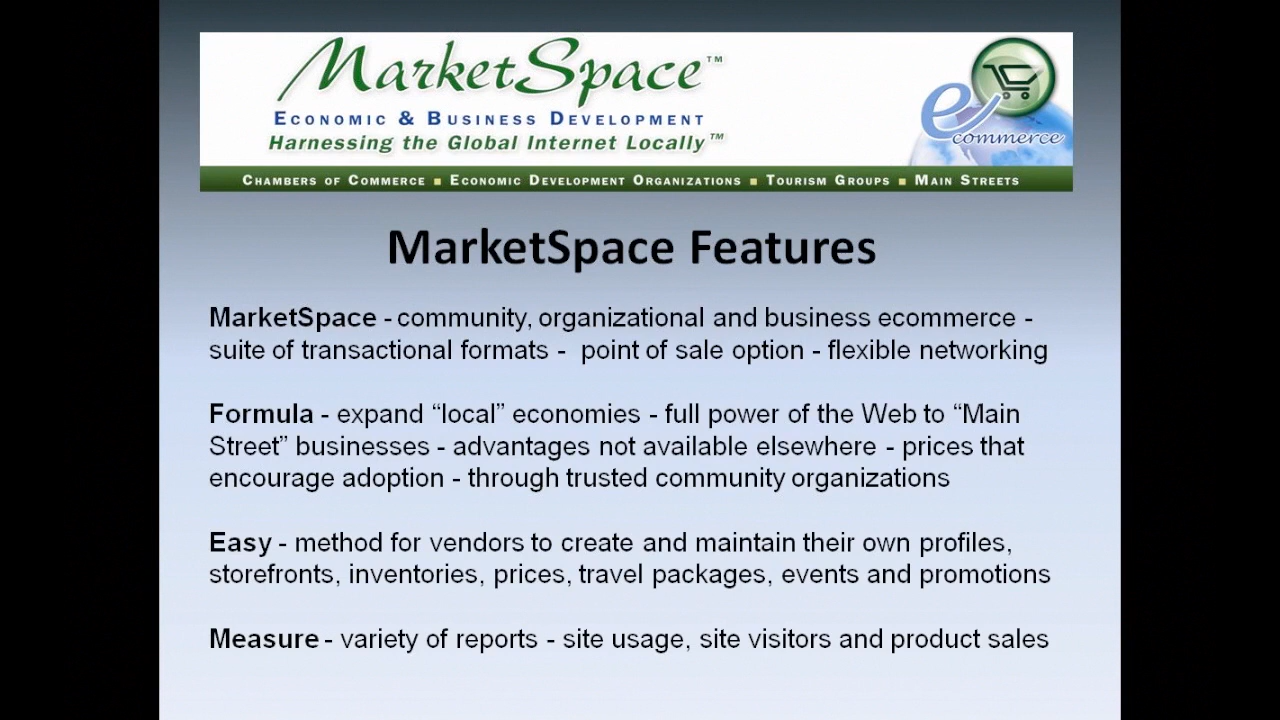 MarketSpace™
Economic & Business Development
Harnessing the Global Internet Locally™
e commerce
Chambers of Commerce ▪ Economic Development Organizations ▪ Tourism Groups ▪ Main Streets
MarketSpace Features
MarketSpace - community, organizational and business ecommerce -
suite of transactional formats - point of sale option - flexible networking
Formula - expand “local” economies - full power of the Web to “Main
Street” businesses - advantages not available elsewhere - prices that
encourage adoption - through trusted community organizations
Easy - method for vendors to create and maintain their own profiles,
storefronts, inventories, prices, travel packages, events and promotions
Measure - variety of reports - site usage, site visitors and product sales